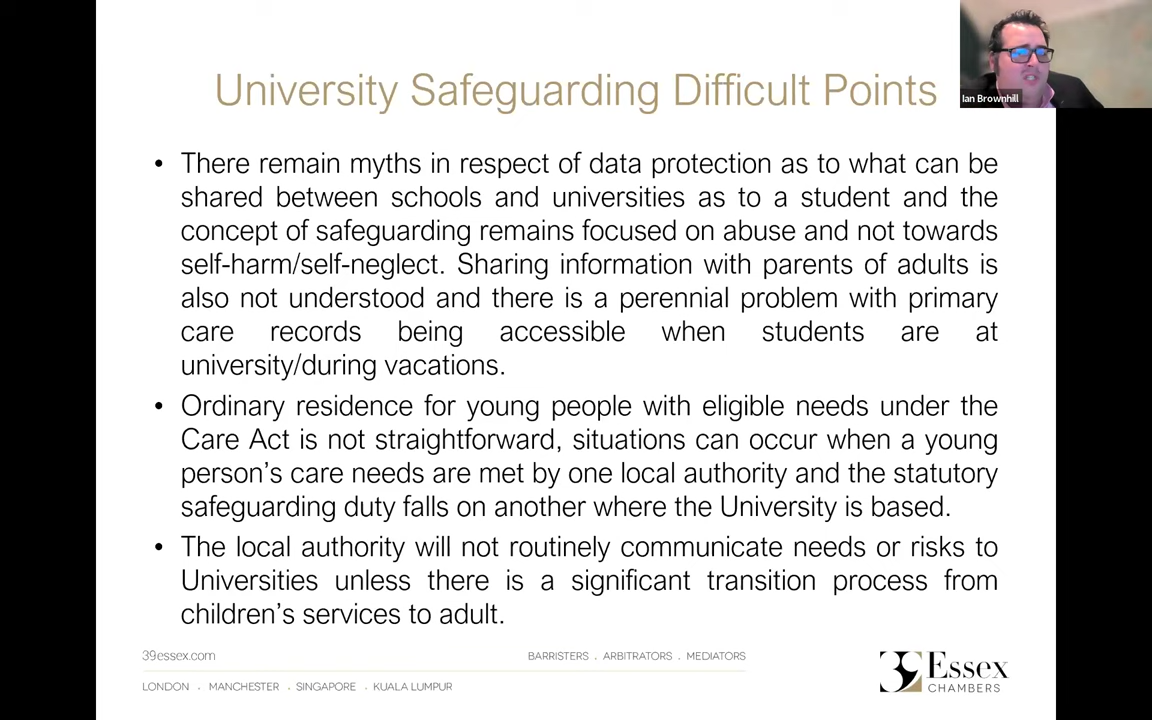 University Safeguarding Difficult Points
Ian Brownhill
• There remain myths in respect of data protection as to what can be
shared between schools and universities as to a student and the
concept of safeguarding remains focused on abuse and not towards
self-harm/self-neglect. Sharing information with parents of adults is
also not understood and there is a perennial problem with primary
care records being accessible when students are at
university/during vacations.
• Ordinary residence for young people with eligible needs under the
Care Act is not straightforward, situations can occur when a young
person’s care needs are met by one local authority and the statutory
safeguarding duty falls on another where the University is based.
• The local authority will not routinely communicate needs or risks to
Universities unless there is a significant transition process from
children’s services to adult.
39essex.com
BARRISTERS . ARBITRATORS . MEDIATORS
LONDON . MANCHESTER . SINGAPORE . KUALA LUMPUR
39 Essex
CHAMBERS